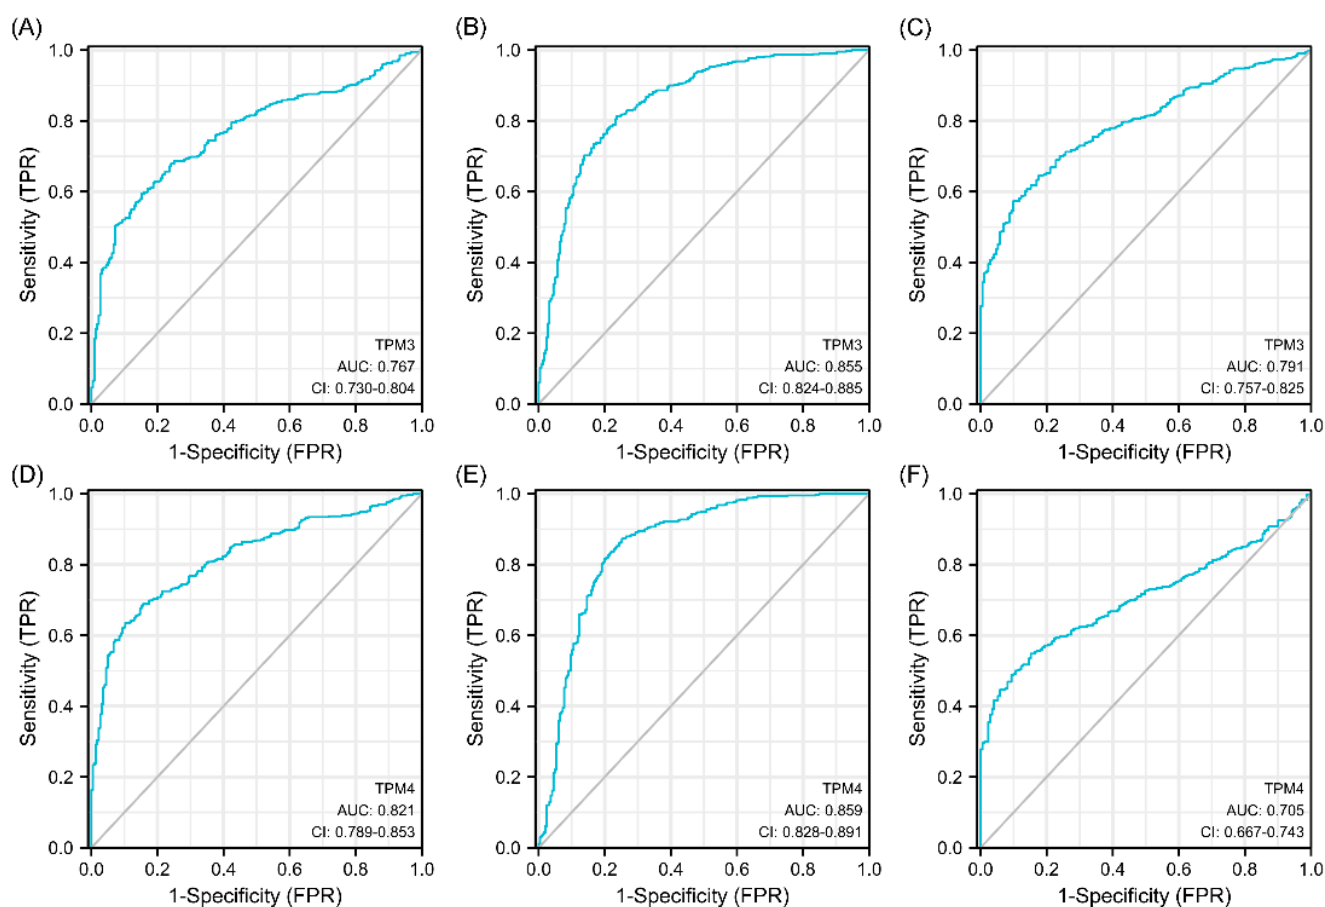 (A)
Sensitivity (TPR)
1.0
0.8
0.6
0.4
0.2
0.0
TPM3
AUC: 0.767
CI: 0.730-0.804
0.0 0.2 0.4 0.6 0.8 1.0
1-Specificity (FPR)
(B)
Sensitivity (TPR)
1.0
0.8
0.6
0.4
0.2
0.0
TPM3
AUC: 0.855
CI: 0.824-0.885
0.0 0.2 0.4 0.6 0.8 1.0
1-Specificity (FPR)
(C)
Sensitivity (TPR)
1.0
0.8
0.6
0.4
0.2
0.0
TPM3
AUC: 0.791
CI: 0.757-0.825
0.0 0.2 0.4 0.6 0.8 1.0
1-Specificity (FPR)
(D)
Sensitivity (TPR)
1.0
0.8
0.6
0.4
0.2
0.0
TPM4
AUC: 0.821
CI: 0.789-0.853
0.0 0.2 0.4 0.6 0.8 1.0
1-Specificity (FPR)
(E)
Sensitivity (TPR)
1.0
0.8
0.6
0.4
0.2
0.0
TPM4
AUC: 0.859
CI: 0.828-0.891
0.0 0.2 0.4 0.6 0.8 1.0
1-Specificity (FPR)
(F)
Sensitivity (TPR)
1.0
0.8
0.6
0.4
0.2
0.0
TPM4
AUC: 0.705
CI: 0.667-0.743
0.0 0.2 0.4 0.6 0.8 1.0
1-Specificity (FPR)